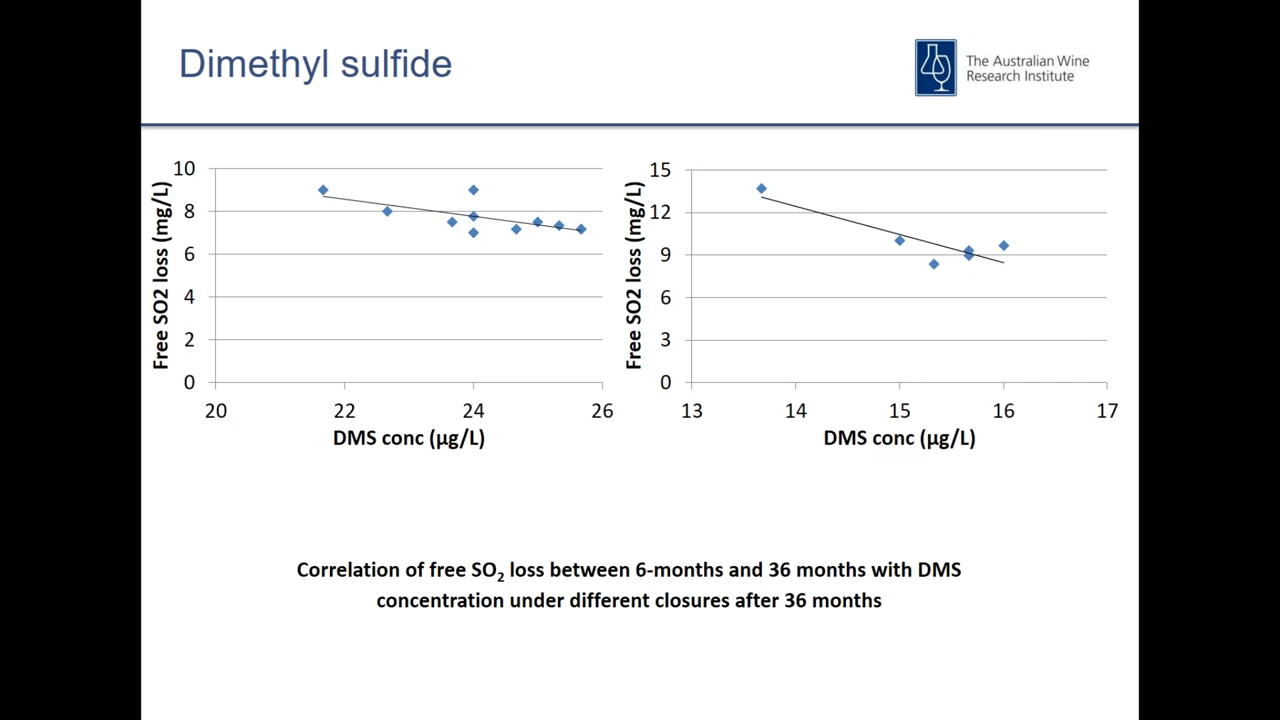 Dimethyl sulfide
The Australian Wine
Research Institute
10
8
6
4
2
0
Free SO2 loss (mg/L)
20 22 24 26
DMS conc (µg/L)
15
12
9
6
3
0
Free SO2 loss (mg/L)
13 14 15 16 17
DMS conc (µg/L)
Correlation of free SO₂ loss between 6-months and 36 months with DMS
concentration under different closures after 36 months